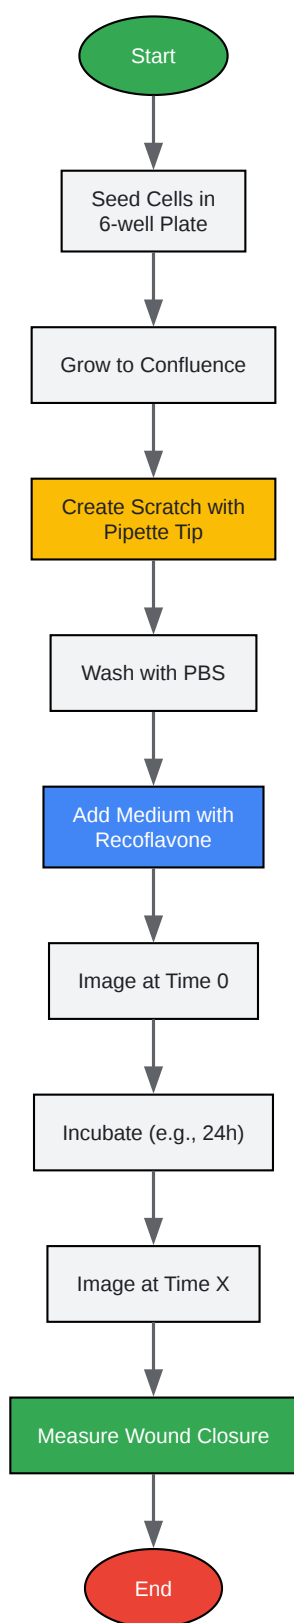 Start
Seed Cells in
6-well Plate
Grow to Confluence
Create Scratch with
Pipette Tip
Wash with PBS
Add Medium with
Recoflavone
Image at Time 0
Incubate (e.g., 24h)
Image at Time X
Measure Wound Closure
End